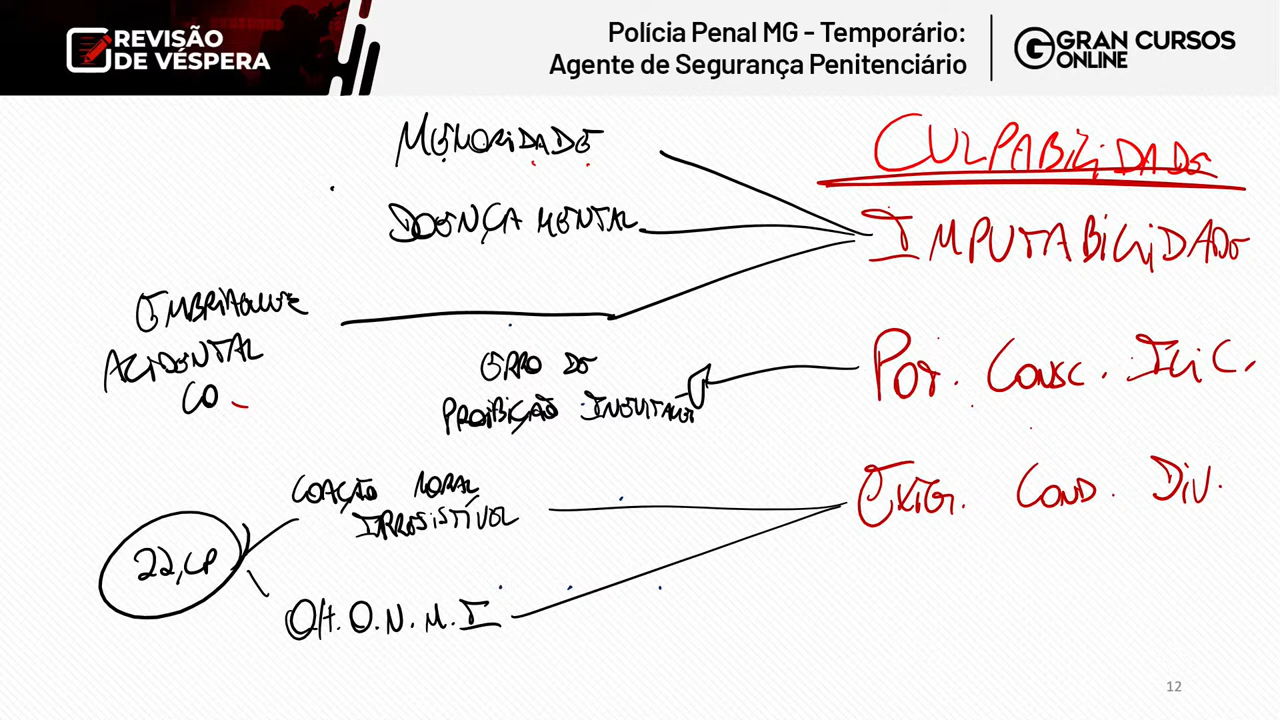 REVISÃO
DE VÉSPERA
Polícia Penal MG - Temporário:
Agente de Segurança Penitenciário
GRAN CURSOS
ONLINE
CULPABILIDADE
MENORIDADE
DOENÇA MENTAL
IMPUTABILIDADE
EMBRIAGUEZ
ACIDENTAL
CO
POT. CONSC. ILIC.
ERRO DE
PROIBIÇÃO INEVITÁVEL
EXIG. COND. DIV.
COAÇÃO MORAL
IRRESISTÍVEL
22, CP
OH. O. N. M. I
12